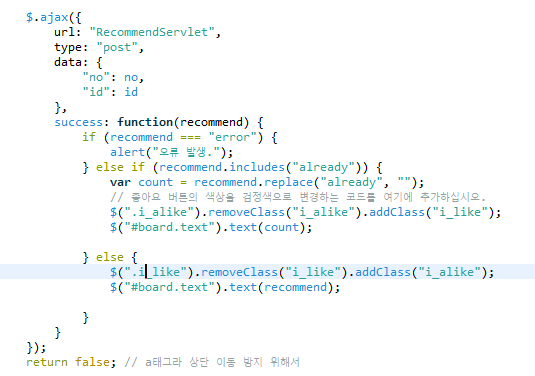 $.ajax({
    url: "RecommendServlet",
    type: "post",
    data: {
        "no": no,
        "id": id
    },
    success: function(recommend) {
        if (recommend === "error") {
            alert("오류 발생.");
        } else if (recommend.includes("already")) {
            var count = recommend.replace("already", "");
            // 좋아요 버튼의 색상을 검정색으로 변경하는 코드를 여기에 추가하십시오.
            $(".i_alike").removeClass("i_alike").addClass("i_like");
            $("#board.text").text(count);

        } else {
            $(".i_like").removeClass("i_like").addClass("i_alike");
            $("#board.text").text(recommend);

        }
    }
});
return false; // a태그라 상단 이동 방지 위해서